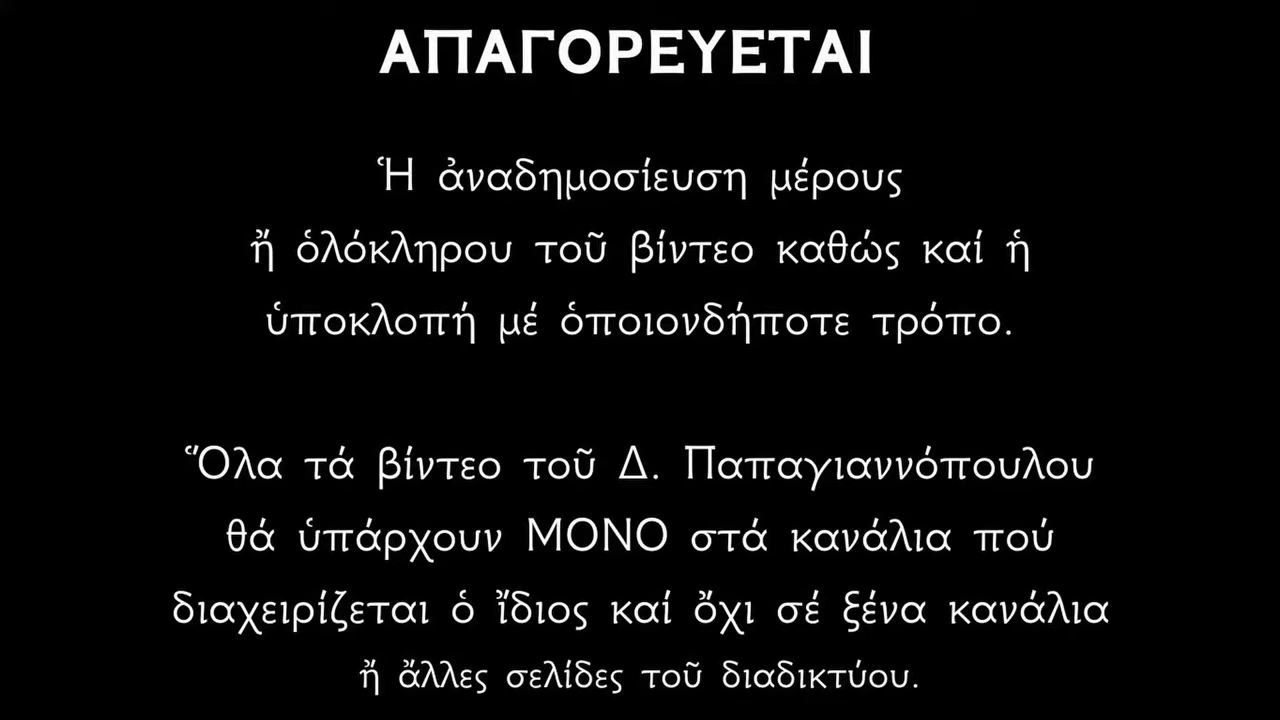 ΑΠΑΓΟΡΕΥΕΤΑΙ
Ἡ ἀναδημοσίευση μέρους
ἤ ὁλόκληρου τοῦ βίντεο καθώς καί ἡ
ὑποκλοπή μέ ὁποιονδήποτε τρόπο.
Ὅλα τά βίντεο τοῦ Δ. Παπαγιαννόπουλου
θά ὑπάρχουν ΜΟΝΟ στά κανάλια πού
διαχειρίζεται ὁ ἴδιος καί ὄχι σέ ξένα κανάλια
ἤ ἄλλες σελίδες τοῦ διαδικτύου.